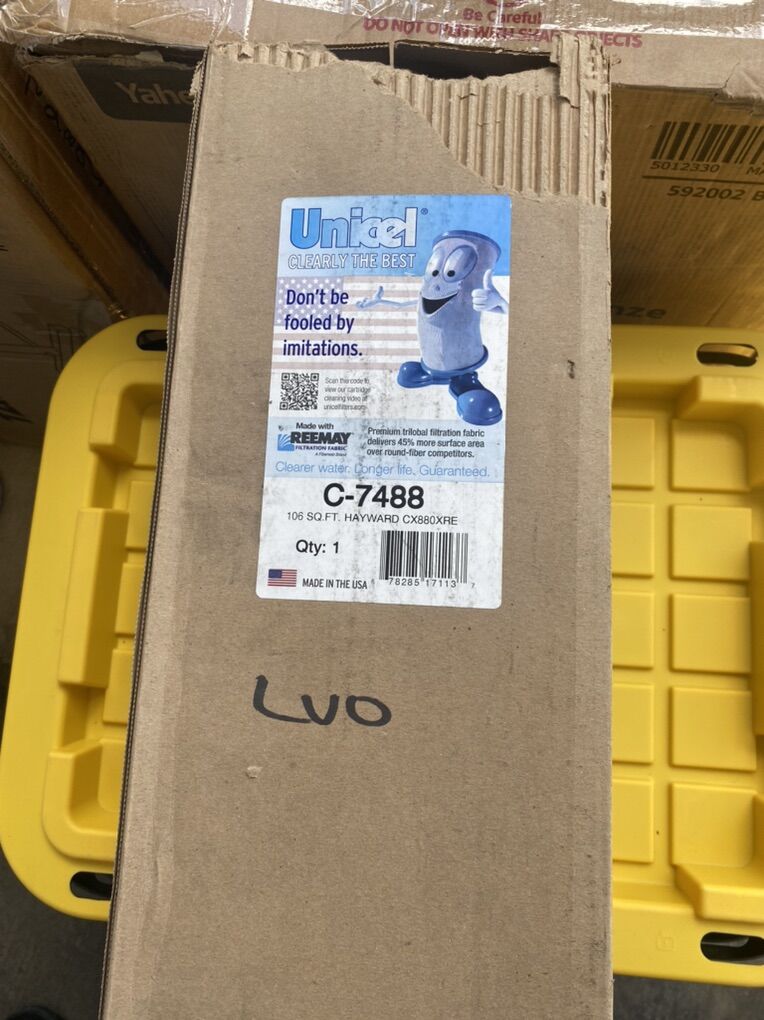 Be Careful
DO NOT OPEN WITH SHARP OBJECTS
Yah
5012330
592002 B
Unicel®
CLEARLY THE BEST
Don't be
fooled by
imitations.
Scan this code to
view our cartridge
cleaning video at
unicelfilters.com
Made with
REEMAY
FILTRATION FABRIC
Premium trilobal filtration fabric
delivers 45% more surface area
over round-fiber competitors.
Clearer water. Longer life. Guaranteed.
C-7488
106 SQ.FT. HAYWARD CX880XRE
Qty: 1
MADE IN THE USA
6 78285 17113 7
LVO